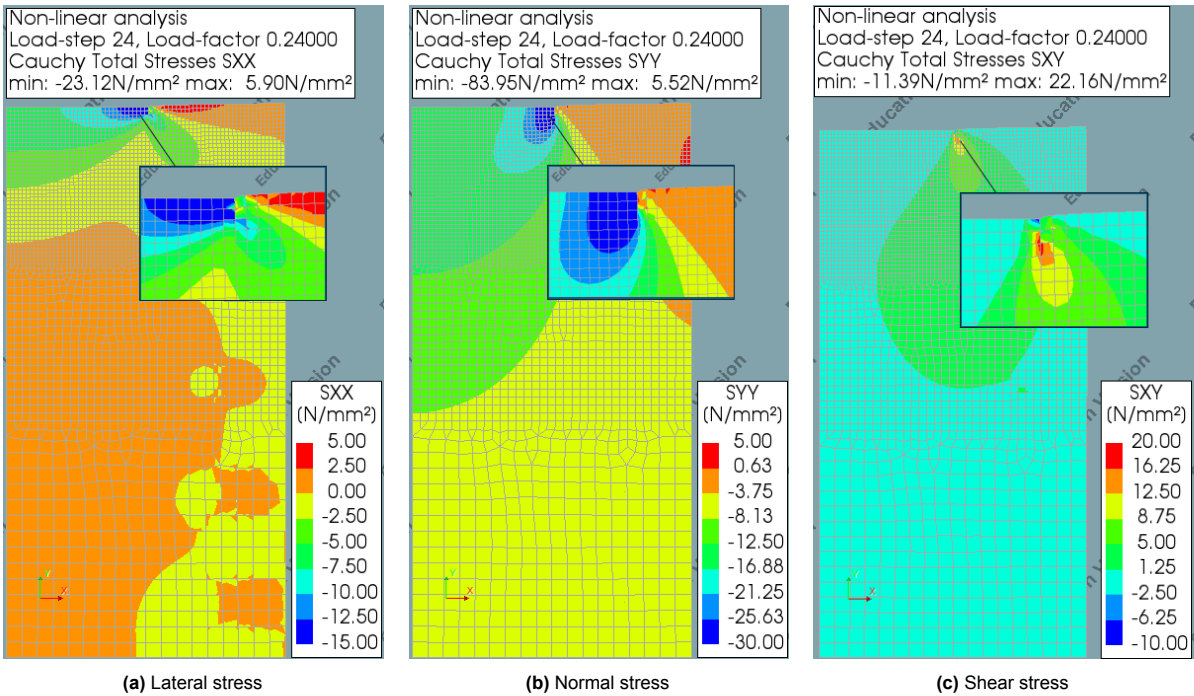 Non-linear analysis
Load-step 24, Load-factor 0.24000
Cauchy Total Stresses SXX
min: -23.12N/mm² max: 5.90N/mm²
SXX
(N/mm²)
5.00
2.50
0.00
-2.50
-5.00
-7.50
-10.00
-12.50
-15.00
Y
X
(a) Lateral stress
Non-linear analysis
Load-step 24, Load-factor 0.24000
Cauchy Total Stresses SYY
min: -83.95N/mm² max: 5.52N/mm²
SYY
(N/mm²)
5.00
0.63
-3.75
-8.13
-12.50
-16.88
-21.25
-25.63
-30.00
Y
X
(b) Normal stress
Non-linear analysis
Load-step 24, Load-factor 0.24000
Cauchy Total Stresses SXY
min: -11.39N/mm² max: 22.16N/mm²
SXY
(N/mm²)
20.00
16.25
12.50
8.75
5.00
1.25
-2.50
-6.25
-10.00
Y
X
(c) Shear stress